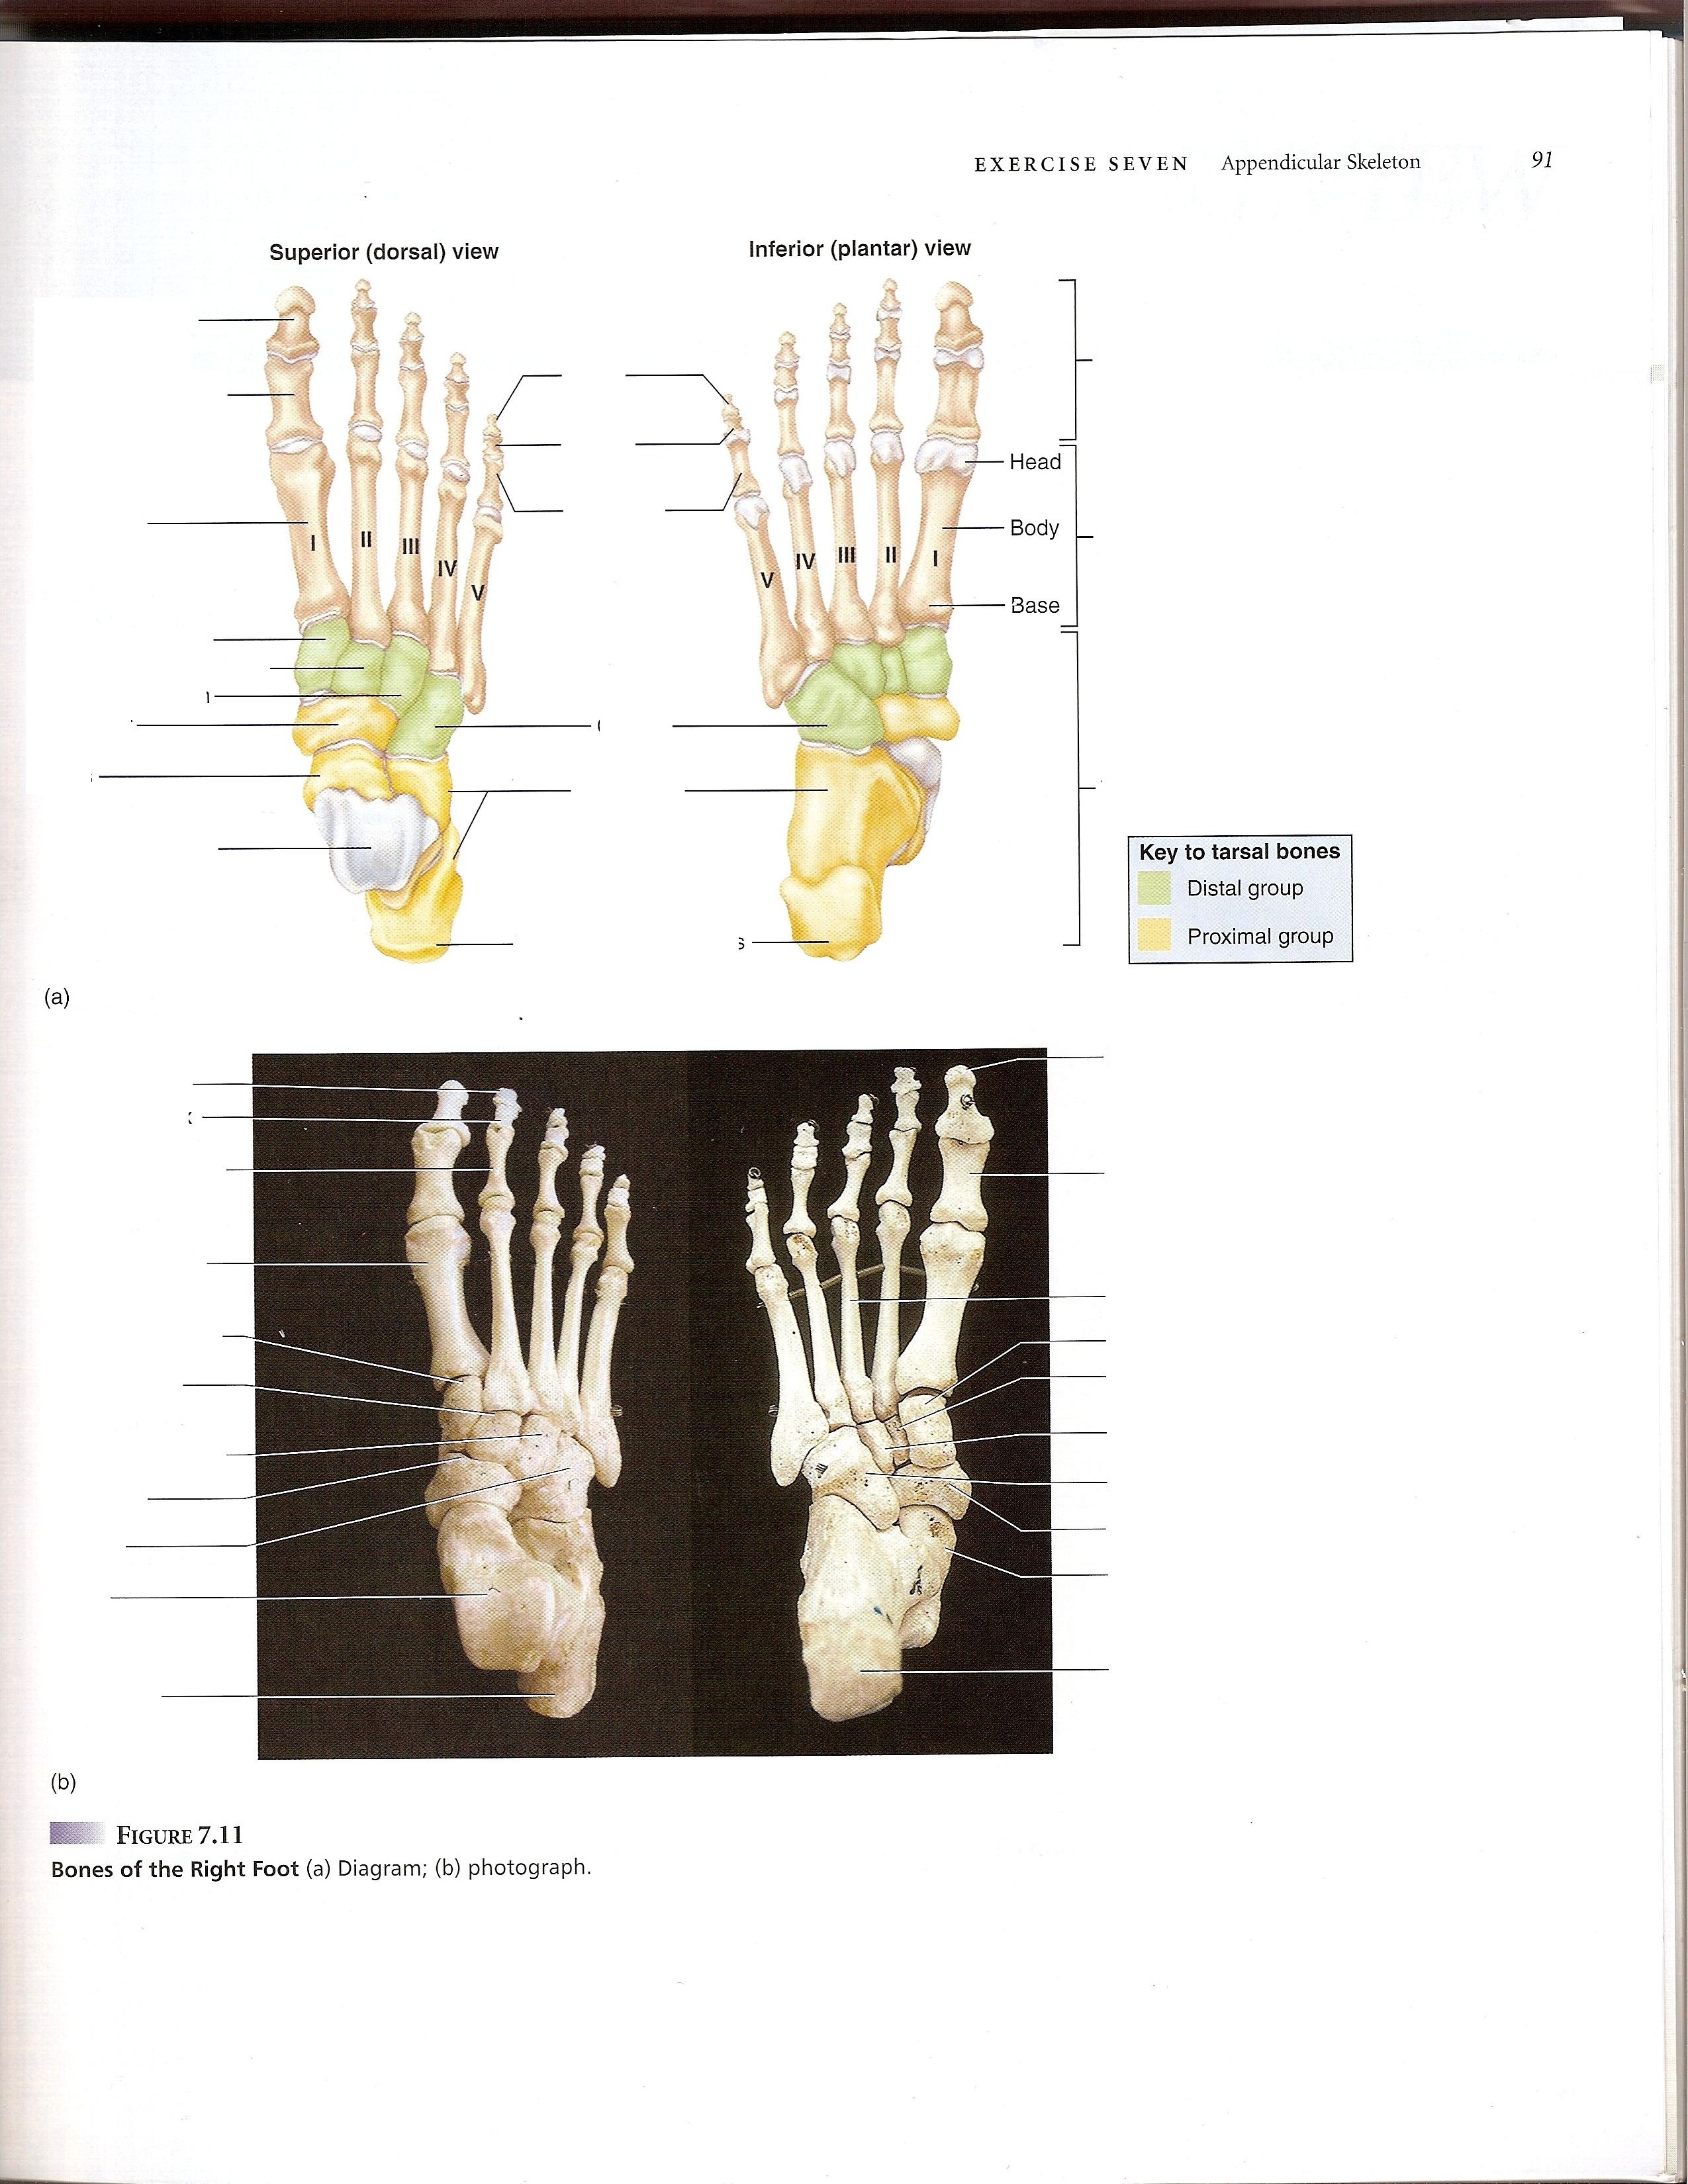 EXERCISE SEVEN Appendicular Skeleton 91
Superior (dorsal) view
Inferior (plantar) view
Head
Body
Base
I II III IV V
V IV III II I
Key to tarsal bones
Distal group
Proximal group
s
(a)
(b)
FIGURE 7.11
Bones of the Right Foot (a) Diagram; (b) photograph.